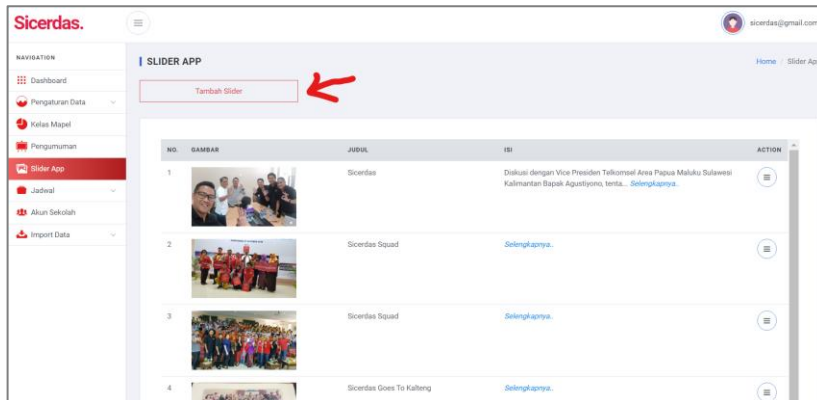 Sicerdas.
sicerdas@gmail.com
NAVIGATION
Dashboard
Pengaturan Data
Kelas Mapel
Pengumuman
Slider App
Jadwal
Akun Sekolah
Import Data
SLIDER APP
Home / Slider Ap
Tambah Slider
NO. GAMBAR JUDUL ISI ACTION
1 Sicerdas Diskusi dengan Vice Presiden Telkomsel Area Papua Maluku Sulawesi
Kalimantan Bapak Agustiyono, tenta... Selengkapnya..
2 Sicerdas Squad Selengkapnya..
3 Sicerdas Squad Selengkapnya..
4 Sicerdas Goes To Kalteng Selengkapnya..